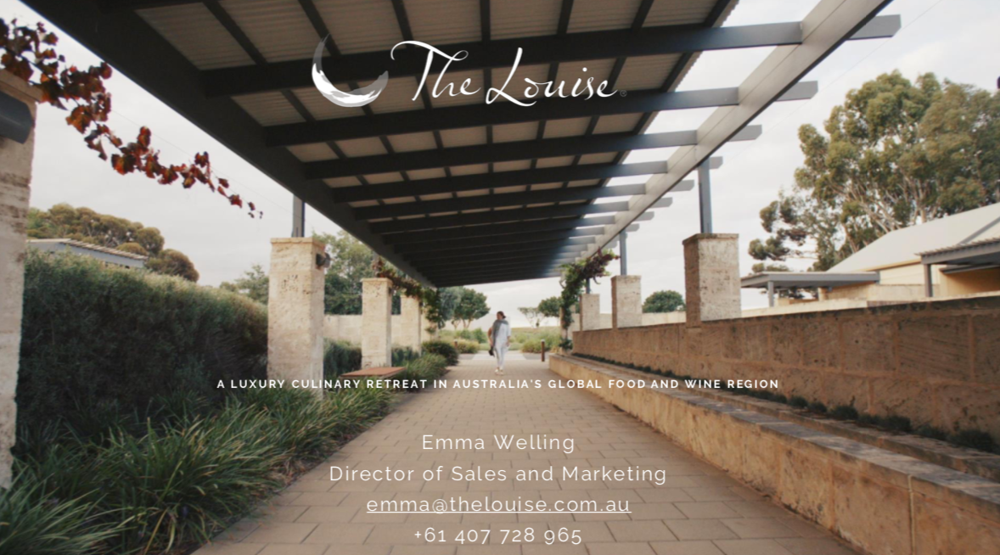 The Louise
A LUXURY CULINARY RETREAT IN AUSTRALIA'S GLOBAL FOOD AND WINE REGION
Emma Welling
Director of Sales and Marketing
emma@thelouise.com.au
+61 407 728 965